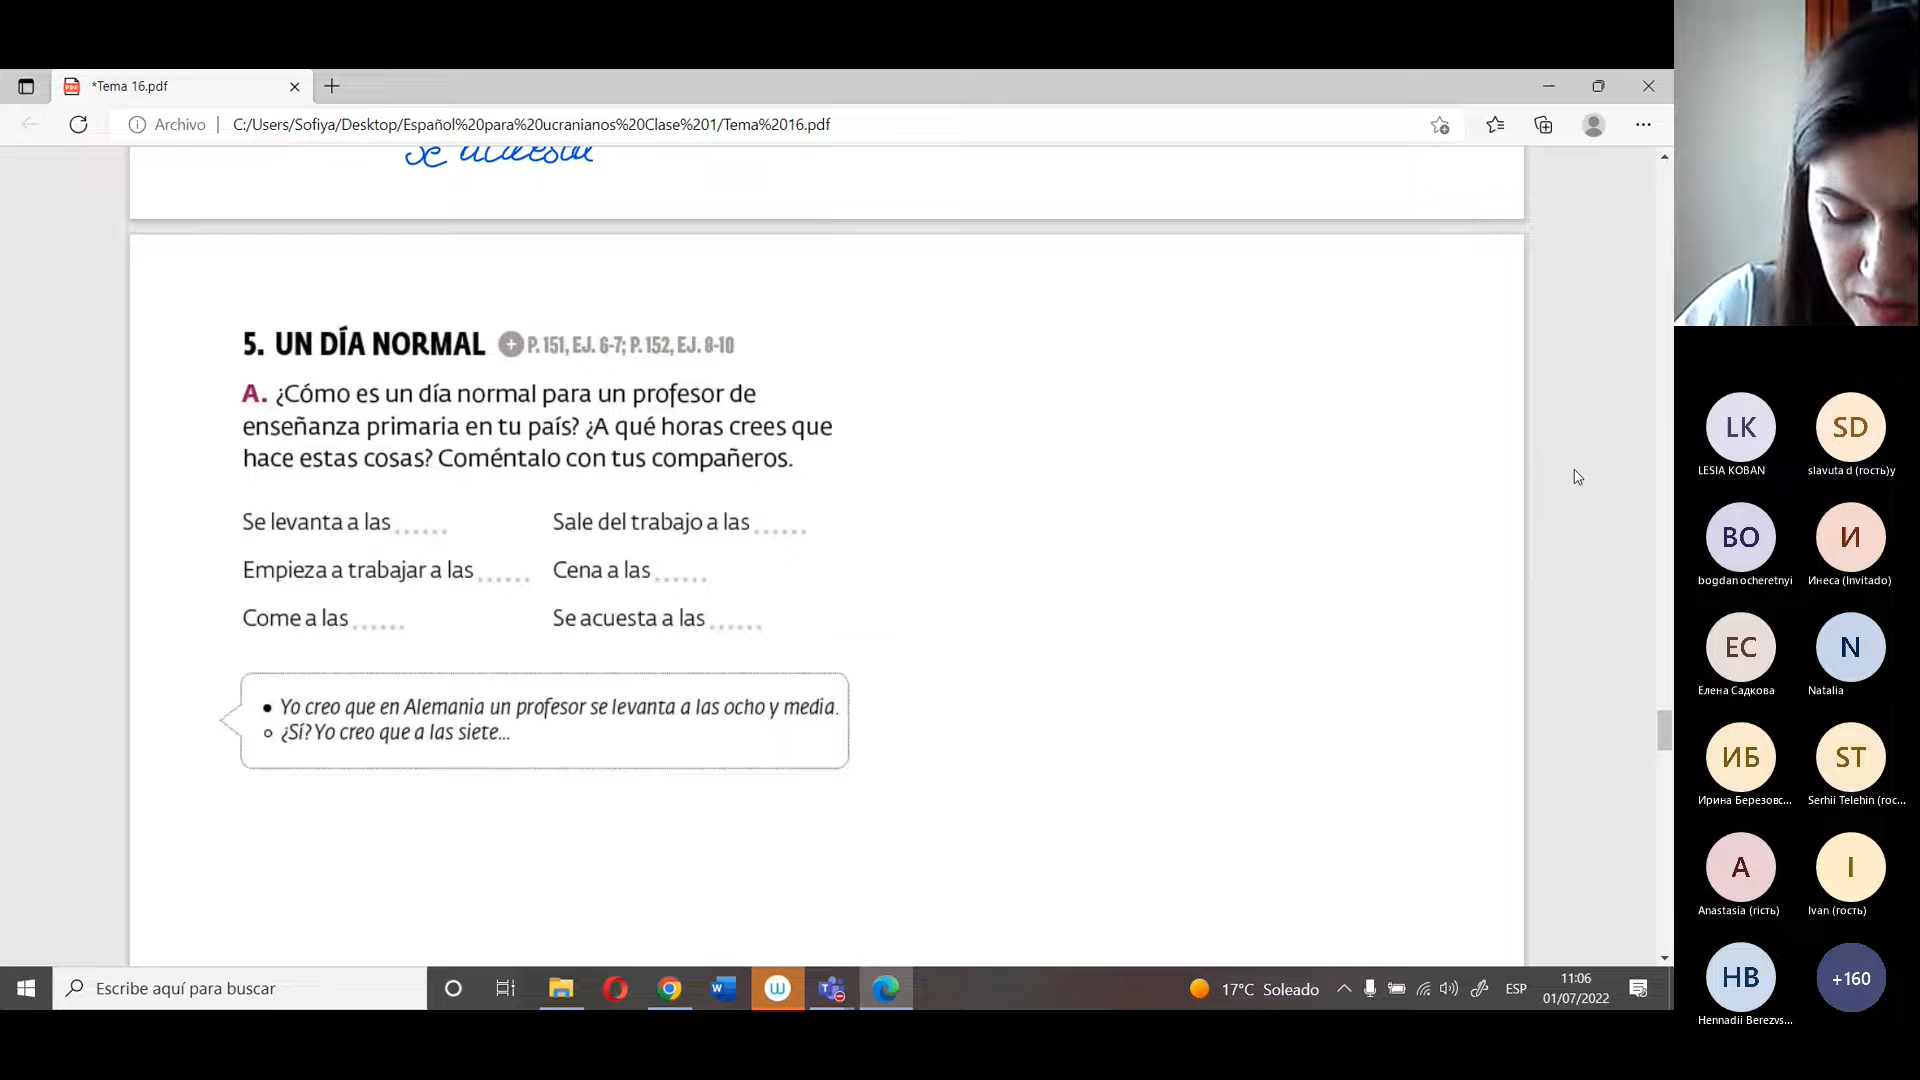 *Tema 16.pdf
Archivo
C:/Users/Sofiya/Desktop/Español%20para%20ucranianos%20Clase%201/Tema%2016.pdf
se acuesta
5. UN DÍA NORMAL + P. 151, EJ. 6-7; P. 152, EJ. 8-10
A. ¿Cómo es un día normal para un profesor de
enseñanza primaria en tu país? ¿A qué horas crees que
hace estas cosas? Coméntalo con tus compañeros.
Se levanta a las ...... Sale del trabajo a las ......
Empieza a trabajar a las ...... Cena a las ......
Come a las ...... Se acuesta a las ......
• Yo creo que en Alemania un profesor se levanta a las ocho y media.
○ ¿Sí? Yo creo que a las siete...
LK SD
LESIA KOBAN slavuta d (гость)y
BO И
bogdan ocheretnyi Инеса (Invitado)
ЕС N
Елена Садкова Natalia
ИБ ST
Ирина Березовс... Serhii Telehin (гос...
A I
Anastasia (гість) Ivan (гость)
HB +160
Hennadii Berezvs...
Escribe aquí para buscar
17°C Soleado
ESP
11:06
01/07/2022